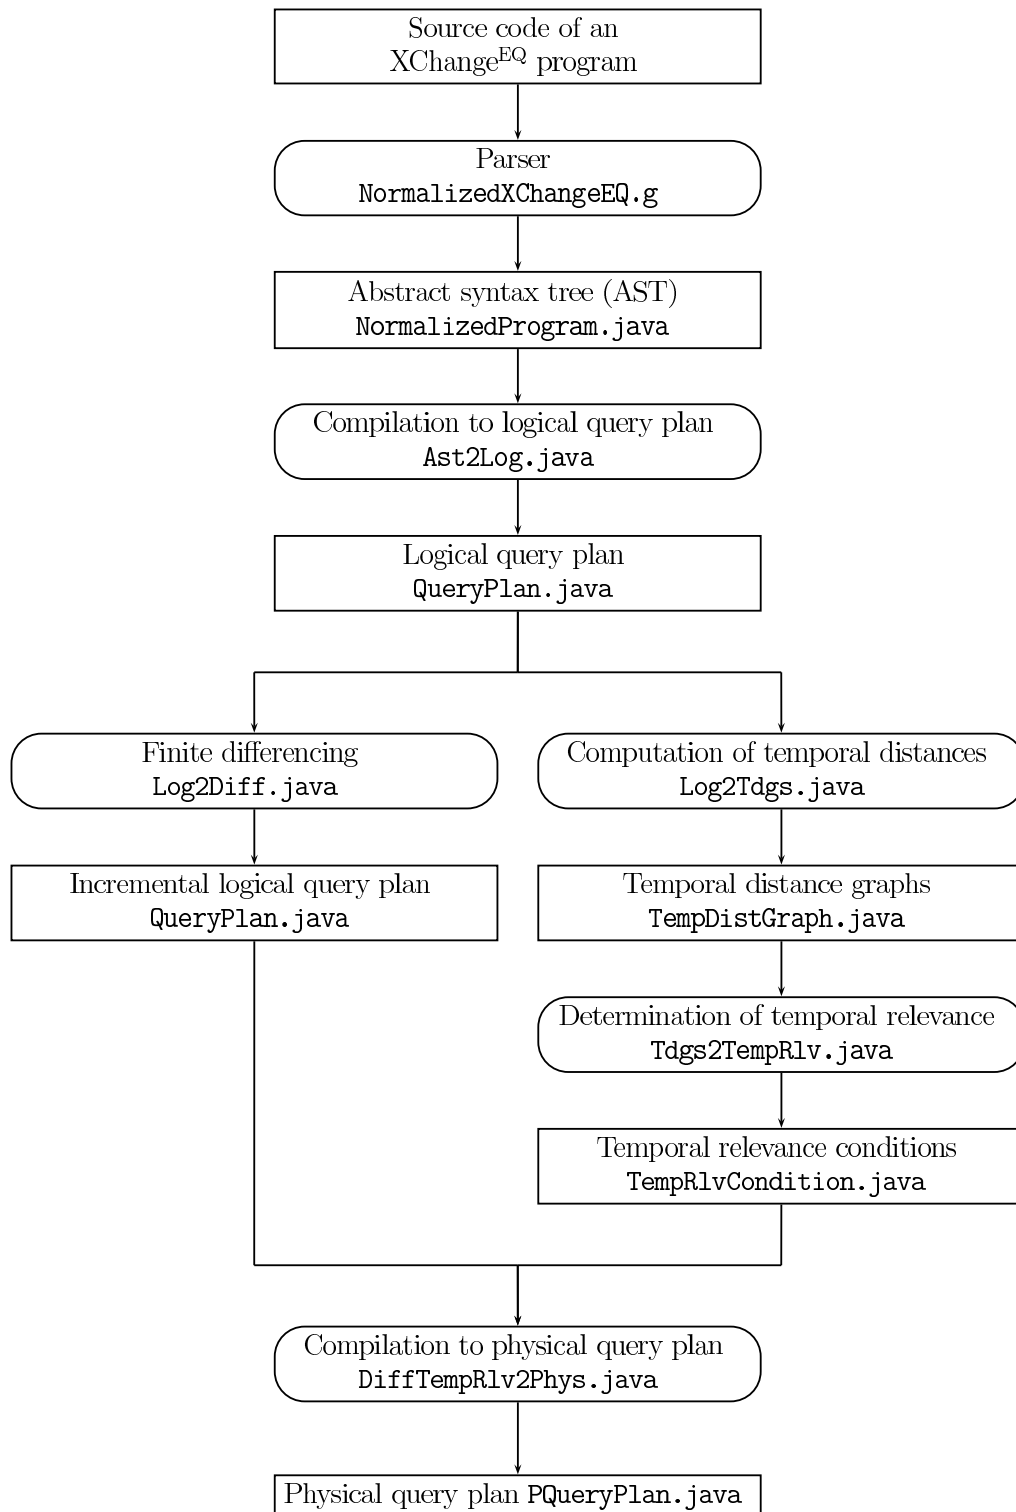 Source code of an
XChange^EQ program
Parser
NormalizedXChangeEQ.g
Abstract syntax tree (AST)
NormalizedProgram.java
Compilation to logical query plan
Ast2Log.java
Logical query plan
QueryPlan.java
Finite differencing
Log2Diff.java
Computation of temporal distances
Log2Tdgs.java
Incremental logical query plan
QueryPlan.java
Temporal distance graphs
TempDistGraph.java
Determination of temporal relevance
Tdgs2TempRlv.java
Temporal relevance conditions
TempRlvCondition.java
Compilation to physical query plan
DiffTempRlv2Phys.java
Physical query plan PQueryPlan.java